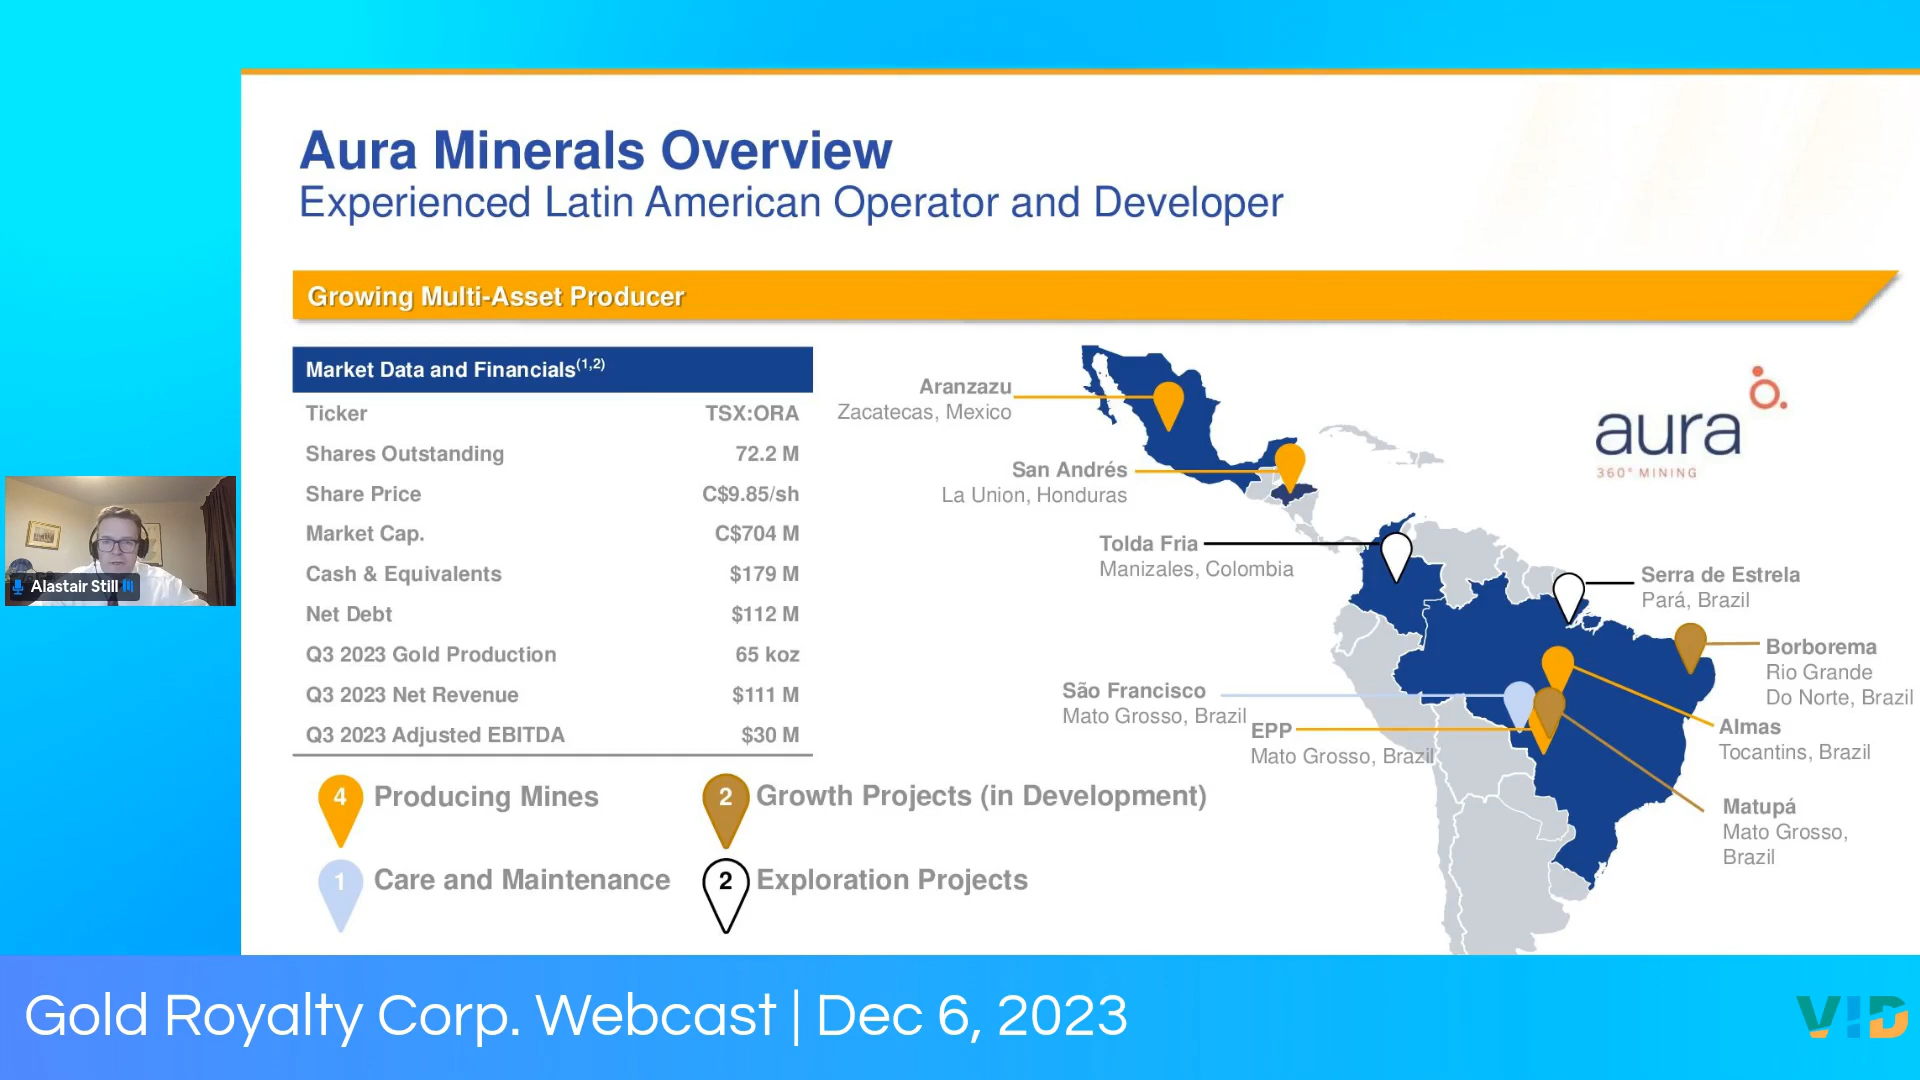 Aura Minerals Overview
Experienced Latin American Operator and Developer
Growing Multi-Asset Producer
Market Data and Financials(1,2)
Ticker TSX:ORA
Shares Outstanding 72.2 M
Share Price C$9.85/sh
Market Cap. C$704 M
Cash & Equivalents $179 M
Net Debt $112 M
Q3 2023 Gold Production 65 koz
Q3 2023 Net Revenue $111 M
Q3 2023 Adjusted EBITDA $30 M
4 Producing Mines
2 Growth Projects (in Development)
1 Care and Maintenance
2 Exploration Projects
Aranzazu
Zacatecas, Mexico
San Andrés
La Union, Honduras
Tolda Fria
Manizales, Colombia
São Francisco
Mato Grosso, Brazil
EPP
Mato Grosso, Brazil
aura
360° MINING
Serra de Estrela
Pará, Brazil
Borborema
Rio Grande
Do Norte, Brazil
Almas
Tocantins, Brazil
Matupá
Mato Grosso,
Brazil
Alastair Still
Gold Royalty Corp. Webcast | Dec 6, 2023
VID